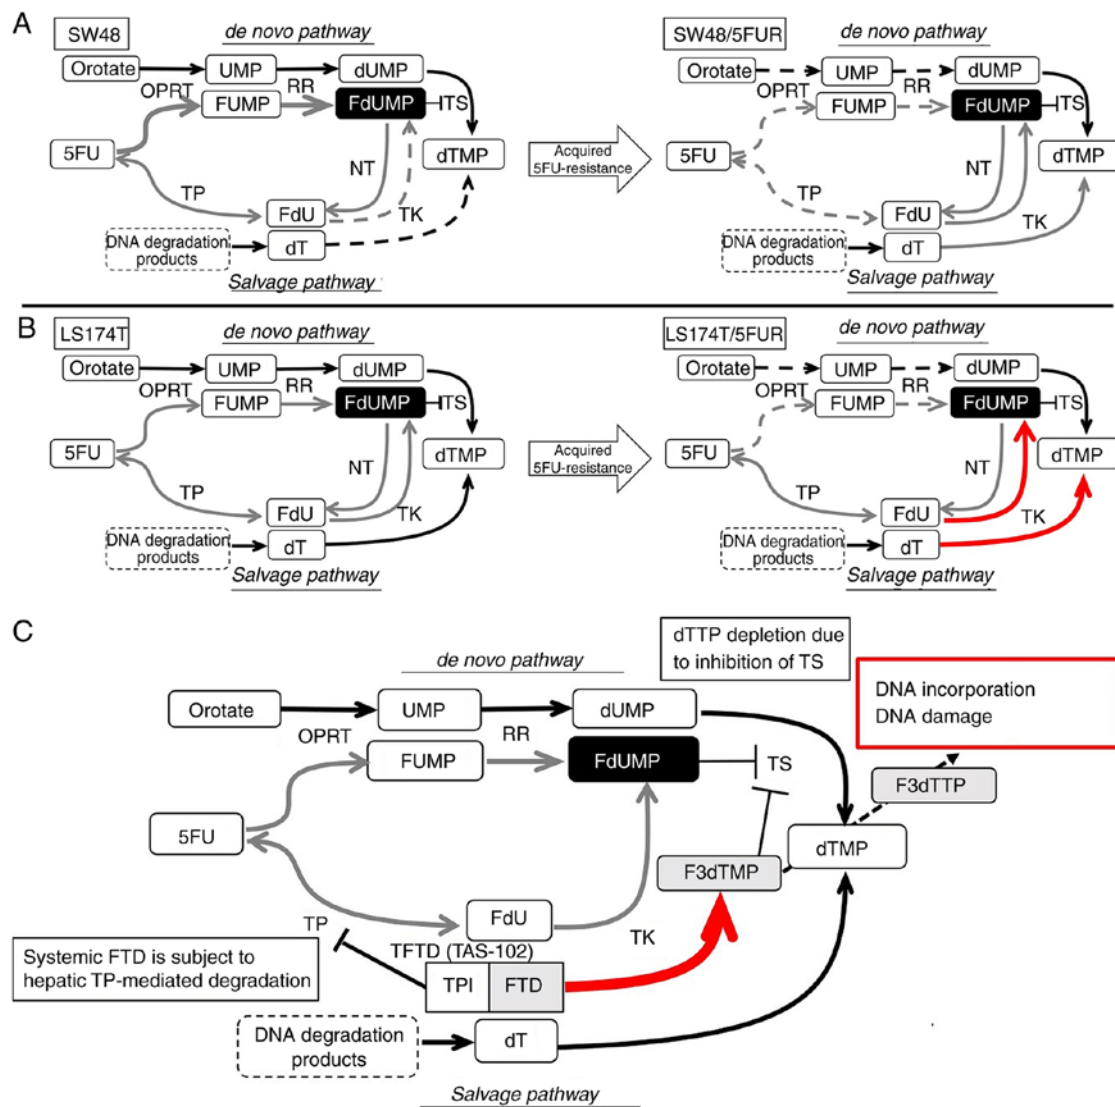 A
SW48
de novo pathway
Orotate
UMP
dUMP
OPRT
RR
FUMP
FdUMP
TS
5FU
dTMP
NT
TP
FdU
TK
DNA degradation
products
dT
Salvage pathway
Acquired
5FU-resistance
SW48/5FUR
de novo pathway
Orotate
UMP
dUMP
OPRT
RR
FUMP
FdUMP
TS
5FU
dTMP
NT
TP
FdU
TK
DNA degradation
products
dT
Salvage pathway
B
LS174T
de novo pathway
Orotate
UMP
dUMP
OPRT
RR
FUMP
FdUMP
TS
5FU
dTMP
NT
TP
FdU
TK
DNA degradation
products
dT
Salvage pathway
Acquired
5FU-resistance
LS174T/5FUR
de novo pathway
Orotate
UMP
dUMP
OPRT
RR
FUMP
FdUMP
TS
5FU
dTMP
NT
TP
FdU
TK
DNA degradation
products
dT
Salvage pathway
C
de novo pathway
dTTP depletion due
to inhibition of TS
DNA incorporation
DNA damage
Orotate
UMP
dUMP
OPRT
RR
FUMP
FdUMP
TS
F3dTTP
5FU
dTMP
F3dTMP
FdU
TP
TK
TFTD (TAS-102)
Systemic FTD is subject to
hepatic TP-mediated degradation
TPI
FTD
DNA degradation
products
dT
Salvage pathway